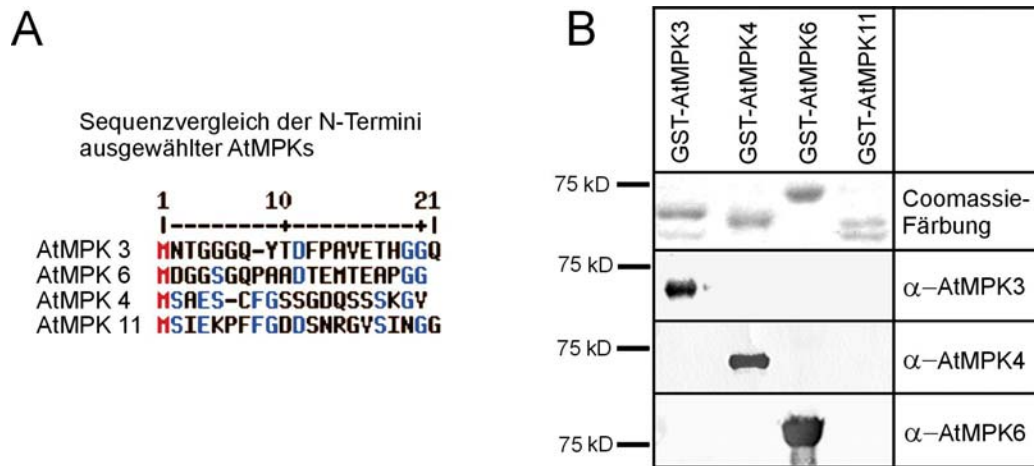 A
Sequenzvergleich der N-Termini
ausgewählter AtMPKs
1 10 21
|--------+---------+|
AtMPK 3 MNTGGGQ-YTDFPAVETHGGQ
AtMPK 6 MDGGSGQPAADTEMTEAPGG
AtMPK 4 MSAES-CFGSSGDQSSSKGV
AtMPK 11 MSIEKPFFGDDSNRGVSINGG
B
GST-AtMPK3
GST-AtMPK4
GST-AtMPK6
GST-AtMPK11
75 kD
Coomassie-
Färbung
75 kD
α–AtMPK3
75 kD
α–AtMPK4
75 kD
α–AtMPK6